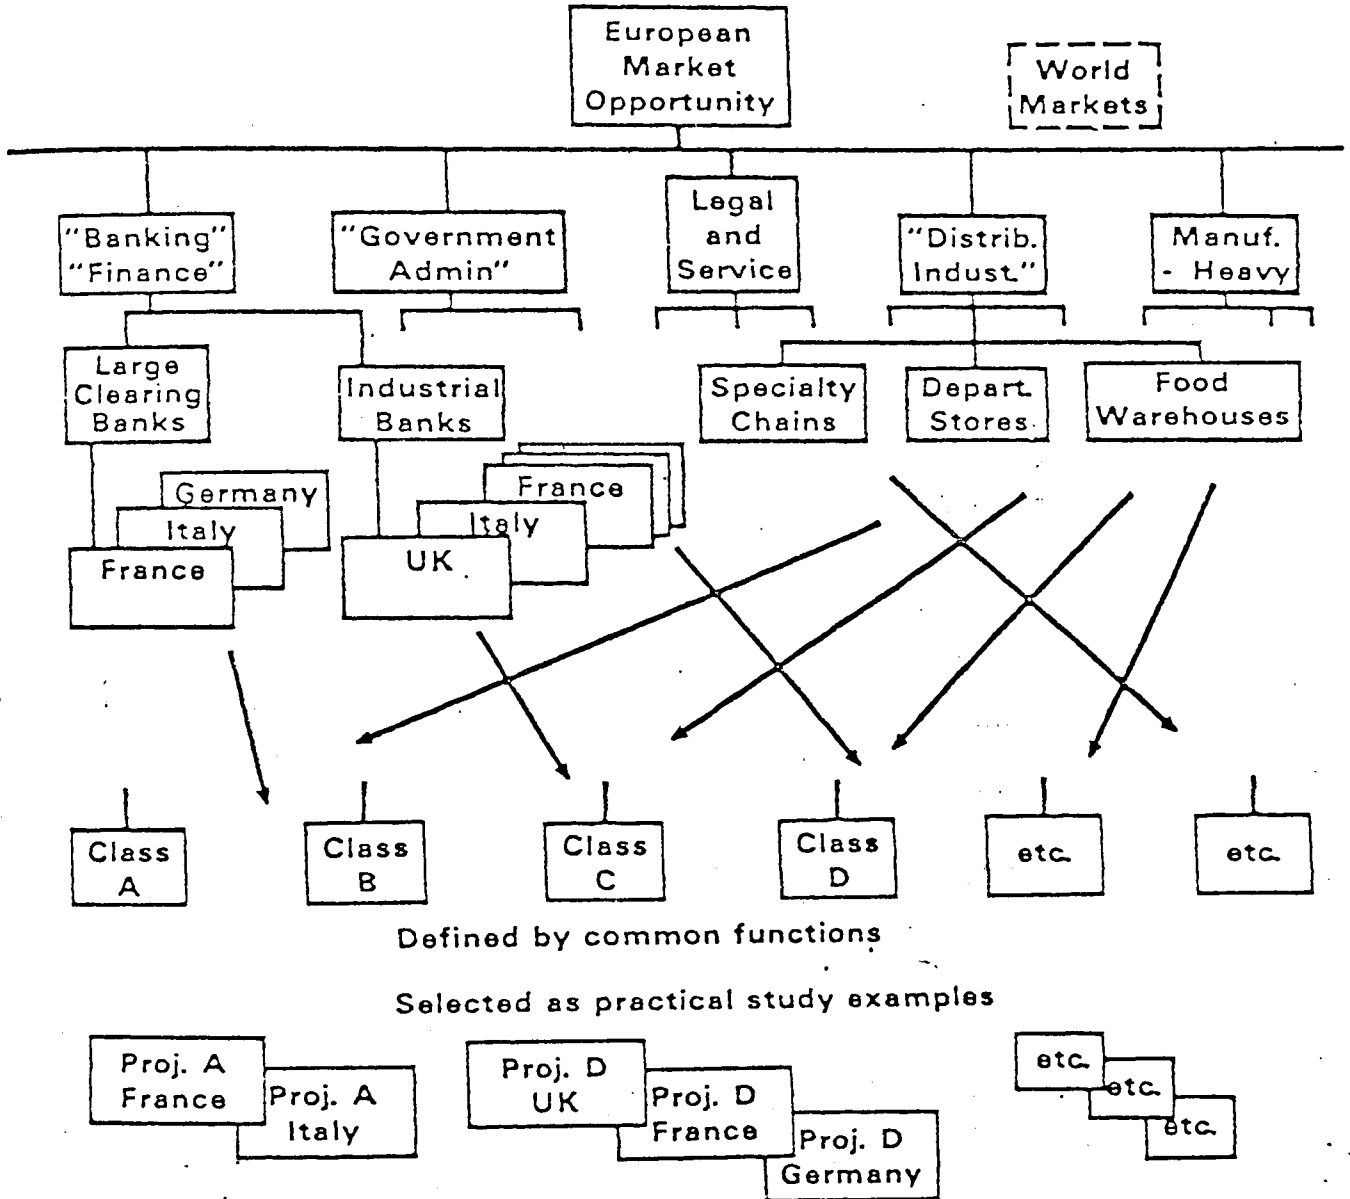 European
Market
Opportunity
World
Markets
"Banking"
"Finance"
"Government
Admin"
Legal
and
Service
"Distrib.
Indust."
Manuf.
- Heavy
Large
Clearing
Banks
Industrial
Banks
Specialty
Chains
Depart.
Stores
Food
Warehouses
Germany
Italy
France
France
Italy
UK
Class
A
Class
B
Class
C
Class
D
etc.
etc.
Defined by common functions
Selected as practical study examples
Proj. A
France
Proj. A
Italy
Proj. D
UK
Proj. D
France
Proj. D
Germany
etc.
etc.
etc.